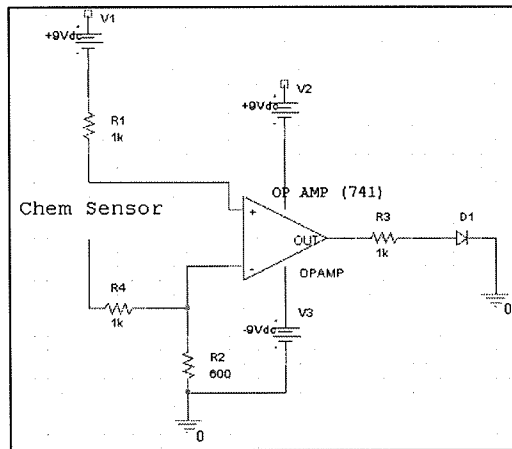 V1
+9Vdc
R1
1k
V2
+9Vdc
OP AMP (741)
+
OUT
-
OPAMP
R3
1k
D1
0
Chem Sensor
R4
1k
V3
-9Vdc
R2
600
0